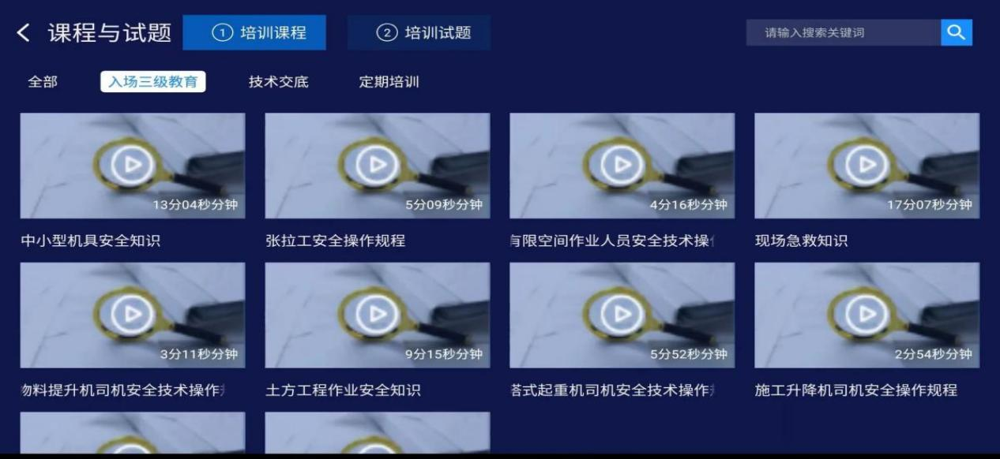 课程与试题
① 培训课程
② 培训试题
请输入搜索关键词
全部
入场三级教育
技术交底
定期培训
13分04秒分钟
5分09秒分钟
4分16秒分钟
17分07秒分钟
中小型机具安全知识
张拉工安全操作规程
有限空间作业人员安全技术操
现场急救知识
3分11秒分钟
9分15秒分钟
5分52秒分钟
2分54秒分钟
物料提升机司机安全技术操作
土方工程作业安全知识
塔式起重机司机安全技术操作
施工升降机司机安全操作规程